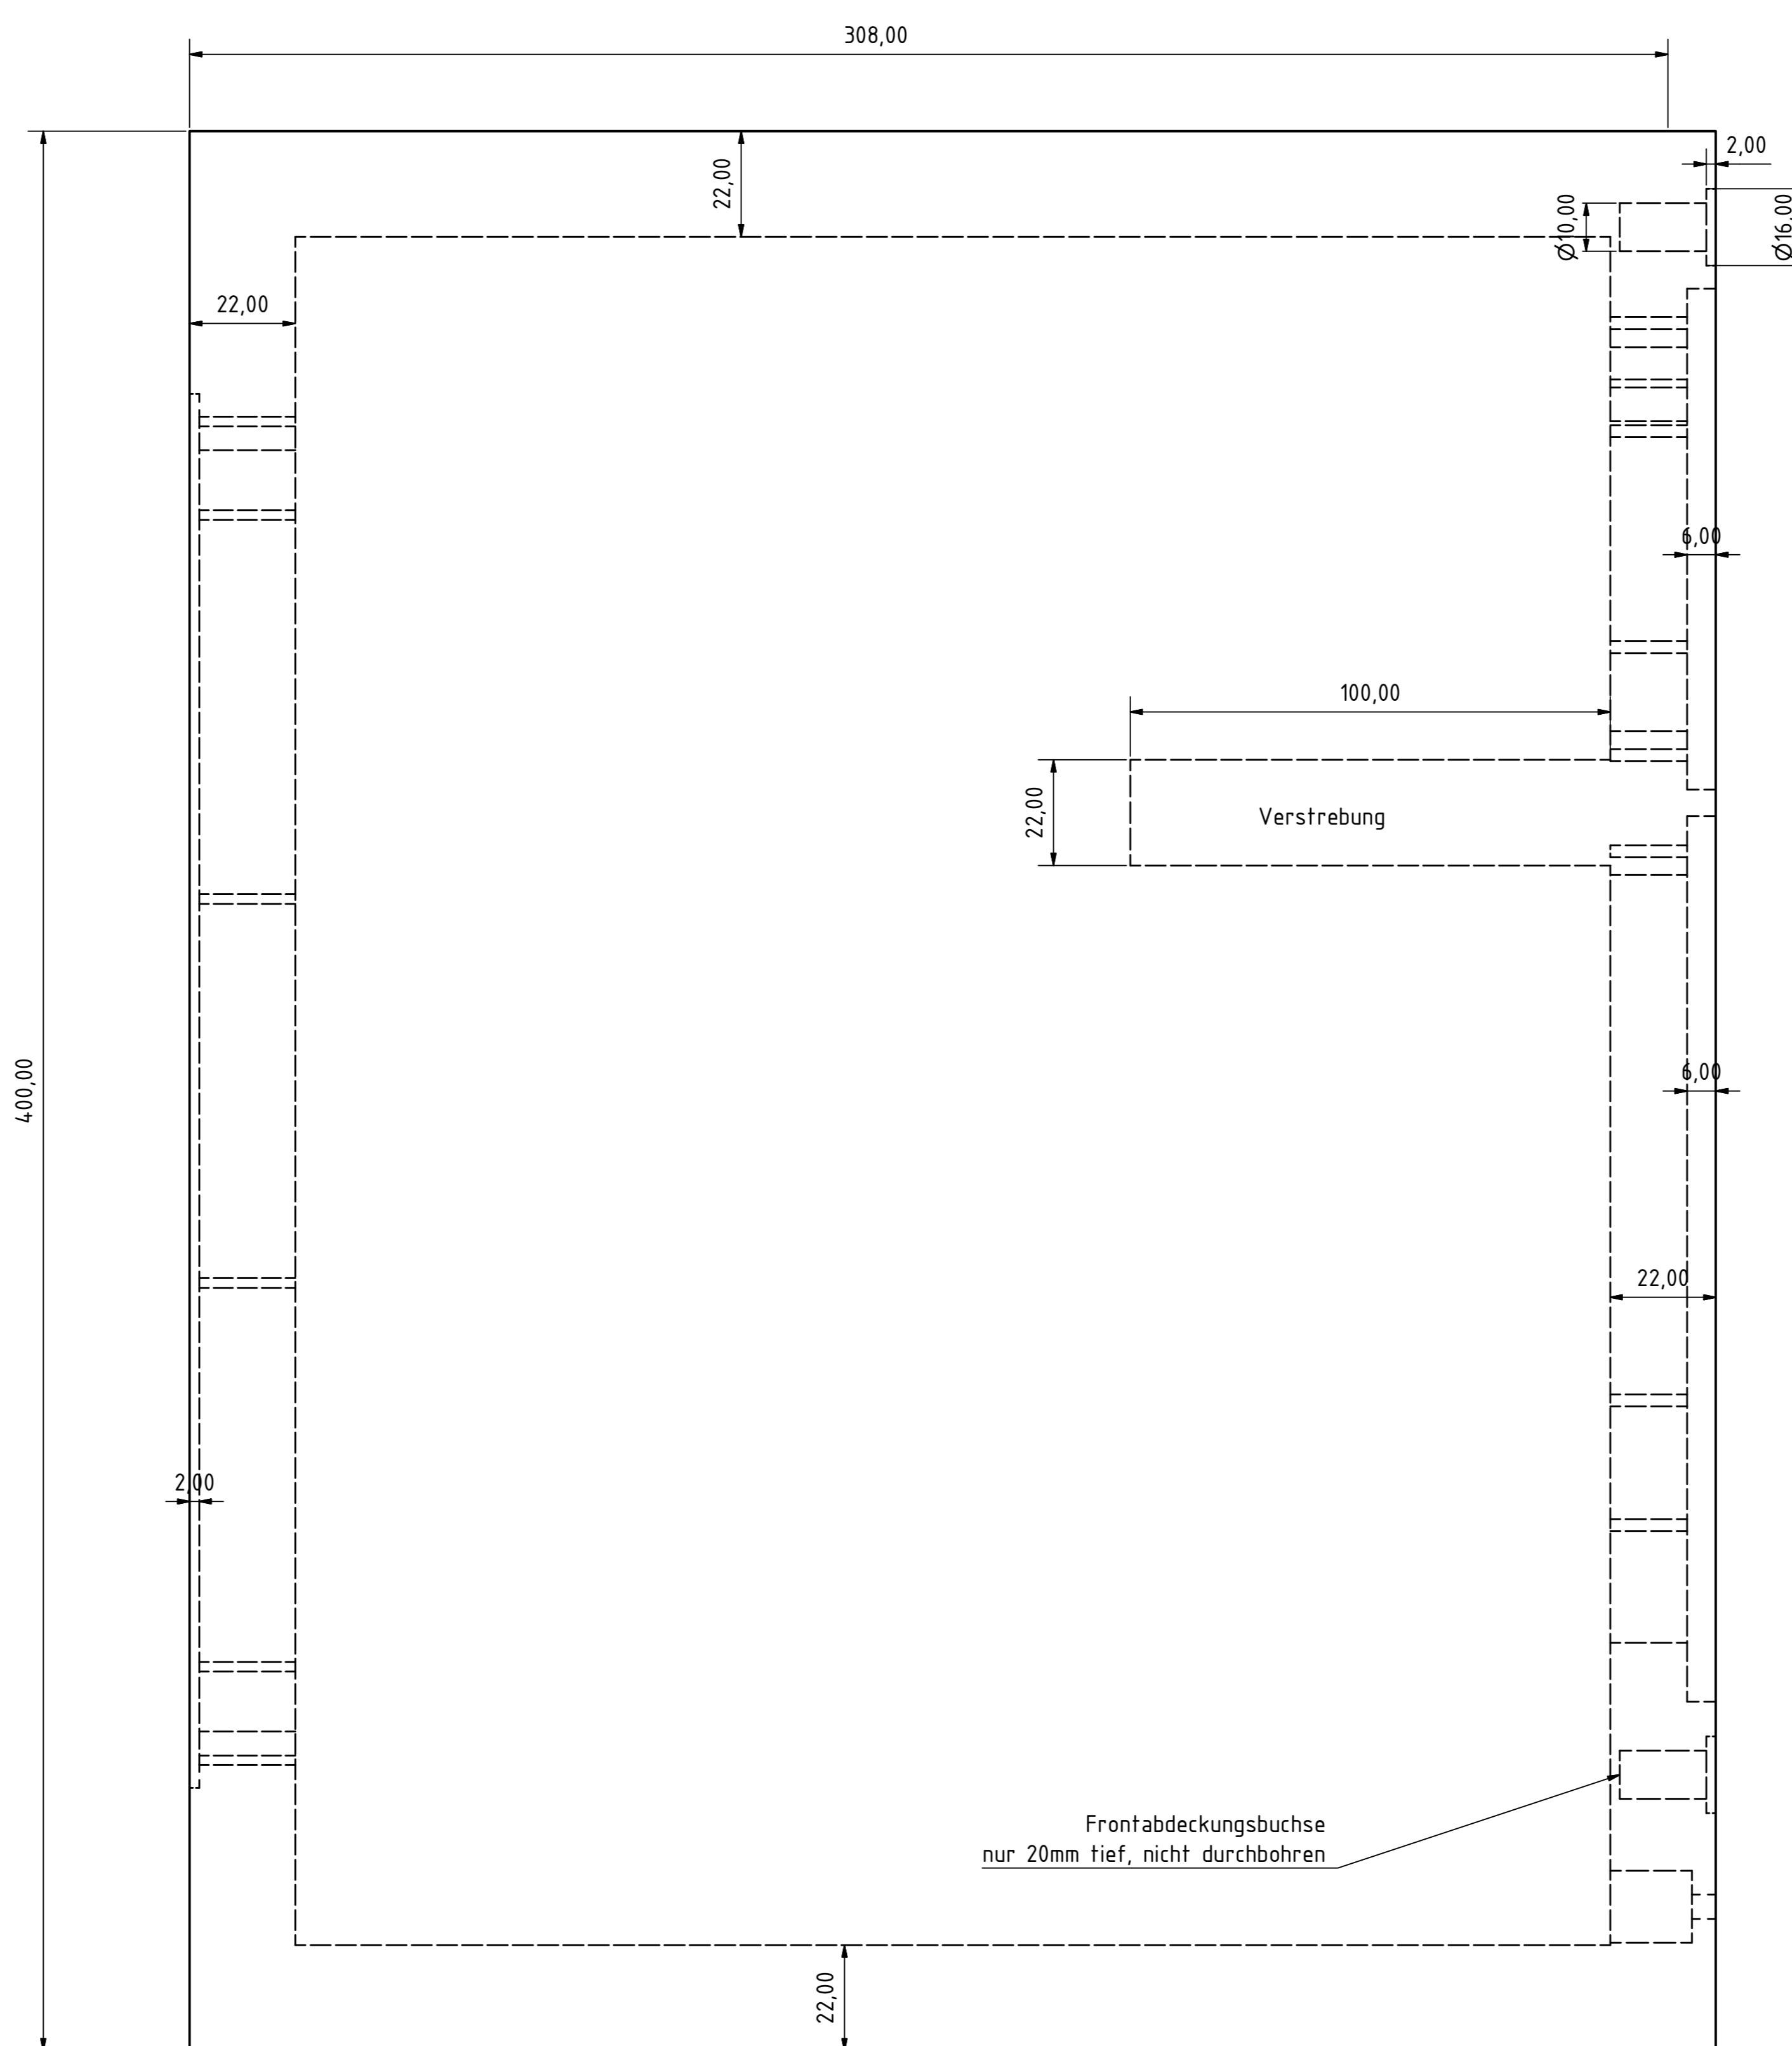 308,00
2,00
22,00
Ø10,00
Ø16,00
22,00
6,00
100,00
22,00
Verstrebung
400,00
6,00
22,00
2,00
Frontabdeckungsbuchse
nur 20mm tief, nicht durchbohren
22,00